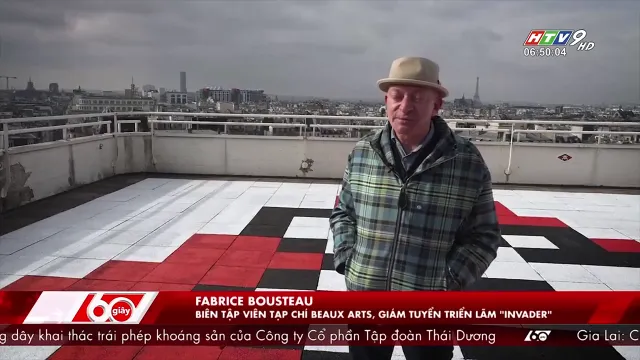 HTV9 HD
06:50:04
60 giây
FABRICE BOUSTEAU
BIÊN TẬP VIÊN TẠP CHÍ BEAUX ARTS, GIÁM TUYỂN TRIỂN LÃM "INVADER"
ng dây khai thác trái phép khoáng sản của Công ty Cổ phần Tập đoàn Thái Dương 60 Gia Lai: C